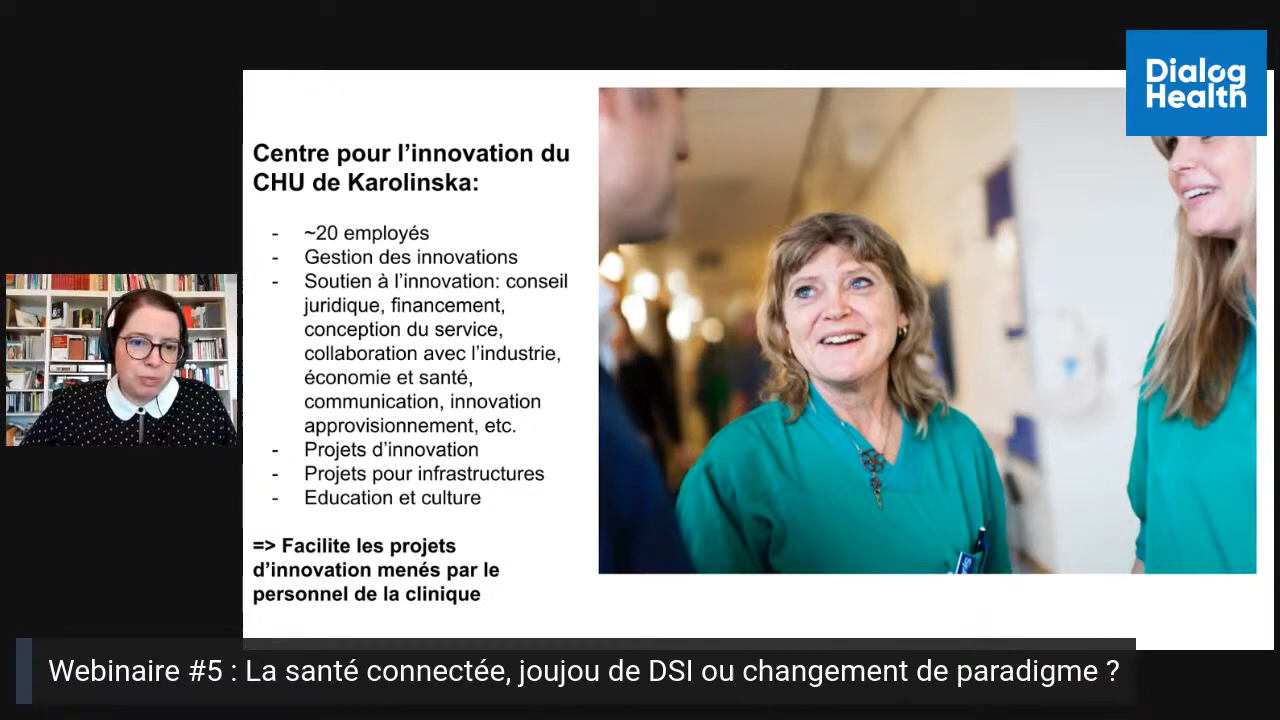 Dialog
Health
Centre pour l’innovation du
CHU de Karolinska:
- ~20 employés
- Gestion des innovations
- Soutien à l’innovation: conseil
juridique, financement,
conception du service,
collaboration avec l’industrie,
économie et santé,
communication, innovation
approvisionnement, etc.
- Projets d’innovation
- Projets pour infrastructures
- Education et culture
=> Facilite les projets
d’innovation menés par le
personnel de la clinique
Webinaire #5 : La santé connectée, joujou de DSI ou changement de paradigme ?